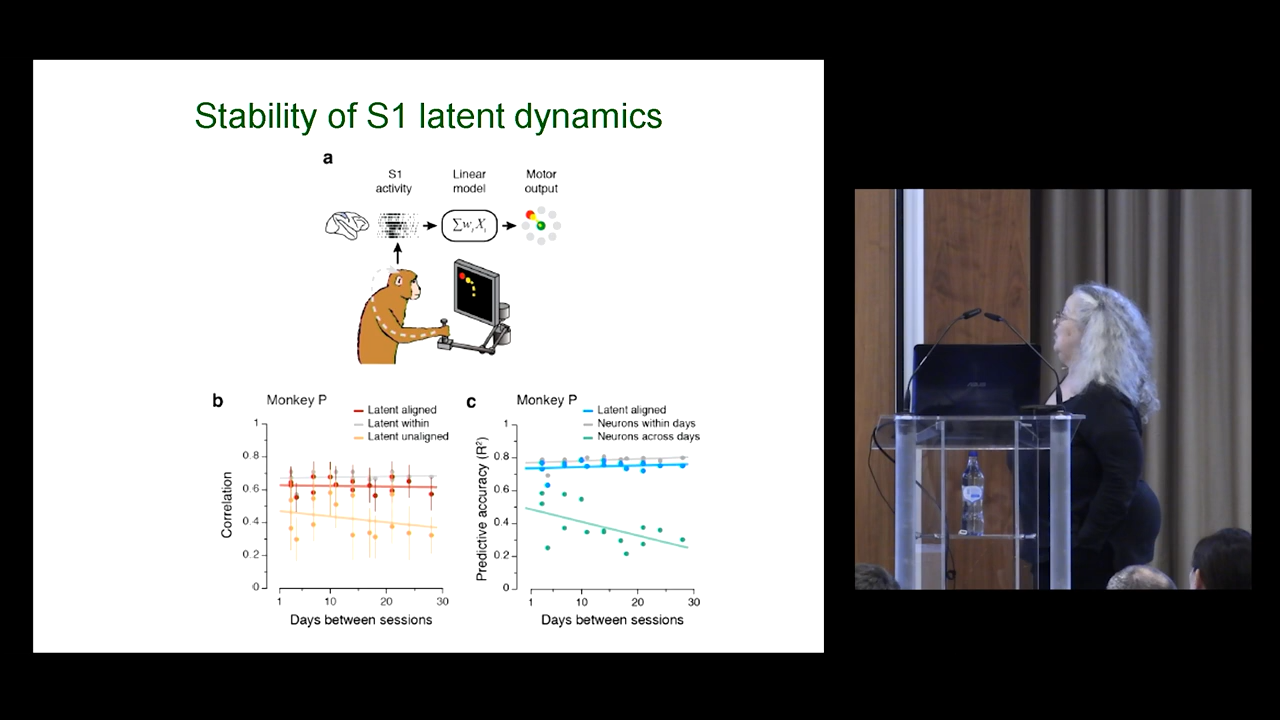 Stability of S1 latent dynamics
a
S1
activity
Linear
model
Motor
output
∑wᵢXᵢ
b
Monkey P
Latent aligned
Latent within
Latent unaligned
Correlation
1
0.8
0.6
0.4
0.2
0
1
10
20
30
Days between sessions
c
Monkey P
Latent aligned
Neurons within days
Neurons across days
Predictive accuracy (R²)
1
0.8
0.6
0.4
0.2
0
1
10
20
30
Days between sessions
ASUS